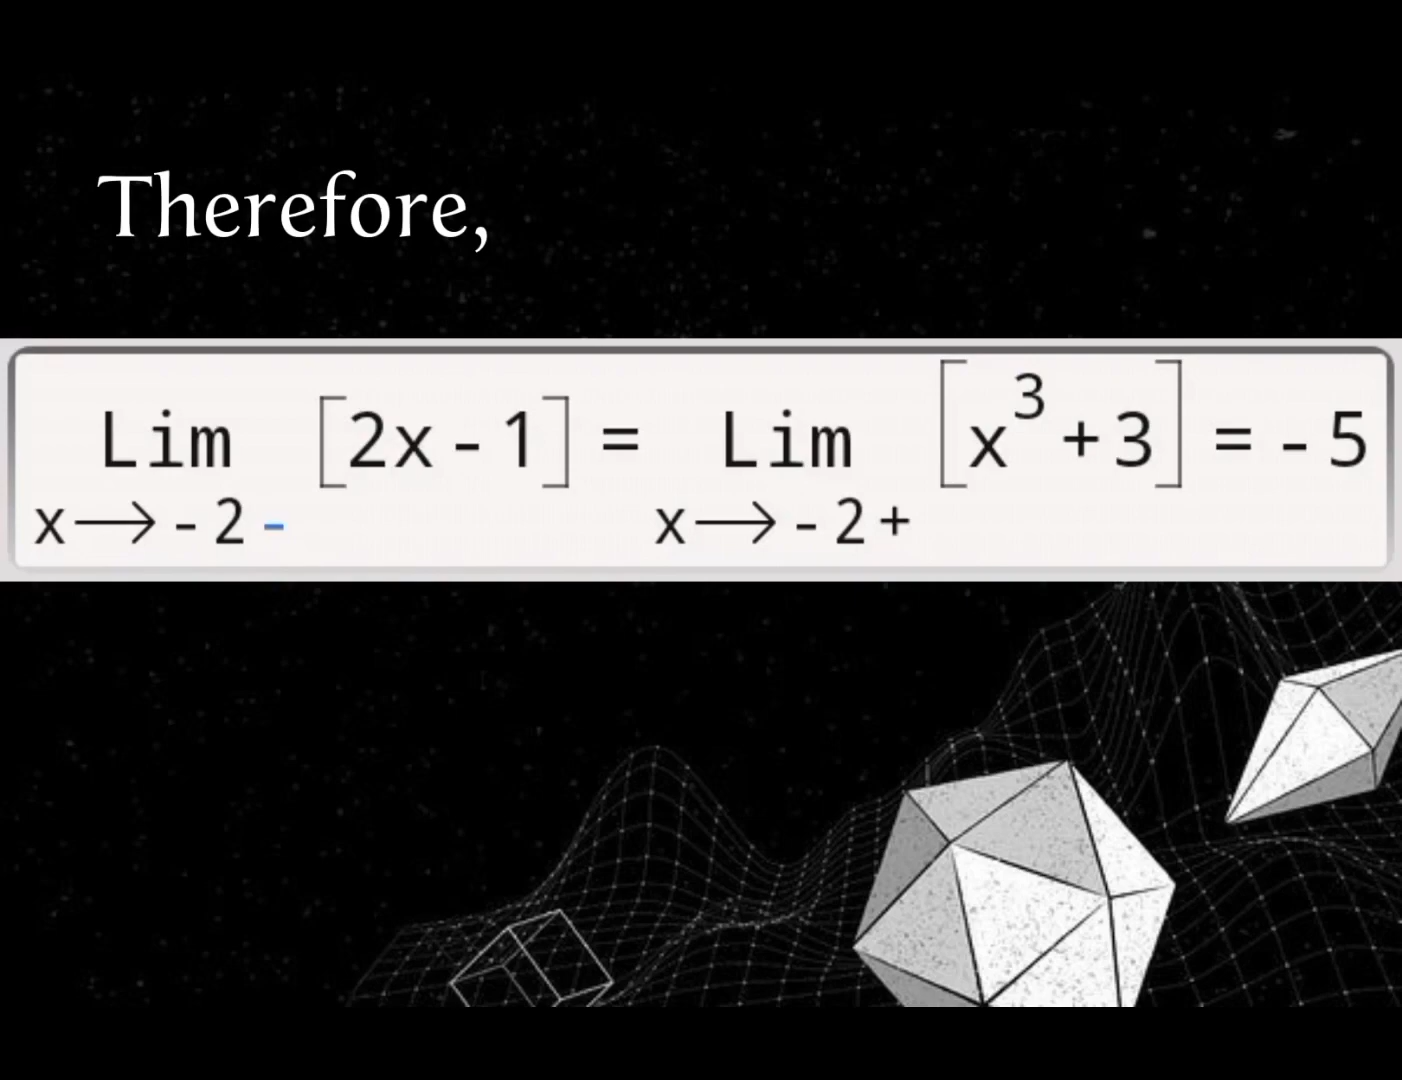 Therefore,
Lim [2x-1] = Lim [x³+3] = -5
x⟶-2- x⟶-2+